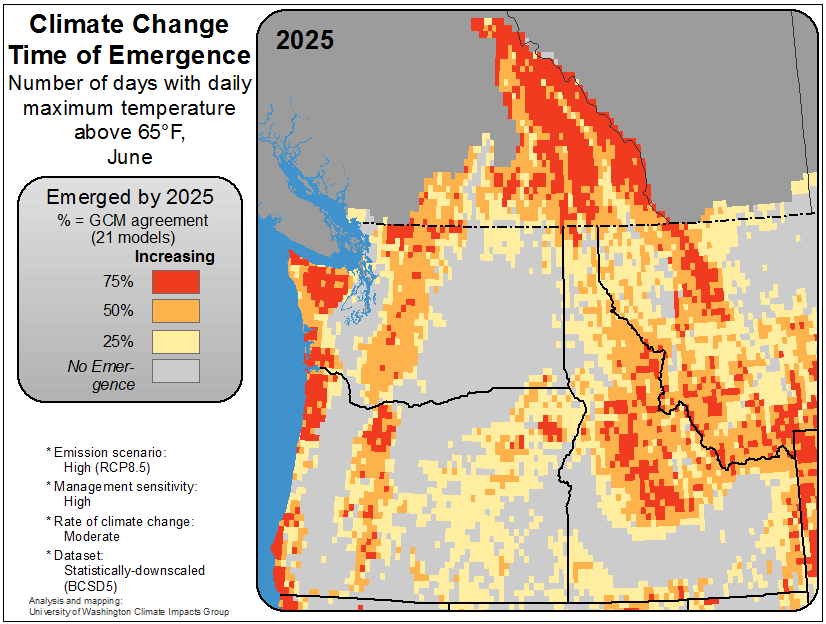 Climate Change
Time of Emergence
Number of days with daily
maximum temperature
above 65°F,
June
2025
Emerged by 2025
% = GCM agreement
(21 models)
Increasing
75%
50%
25%
No Emer-
gence
* Emission scenario:
High (RCP8.5)
* Management sensitivity:
High
* Rate of climate change:
Moderate
* Dataset:
Statistically-downscaled
(BCSD5)
Analysis and mapping:
University of Washington Climate Impacts Group